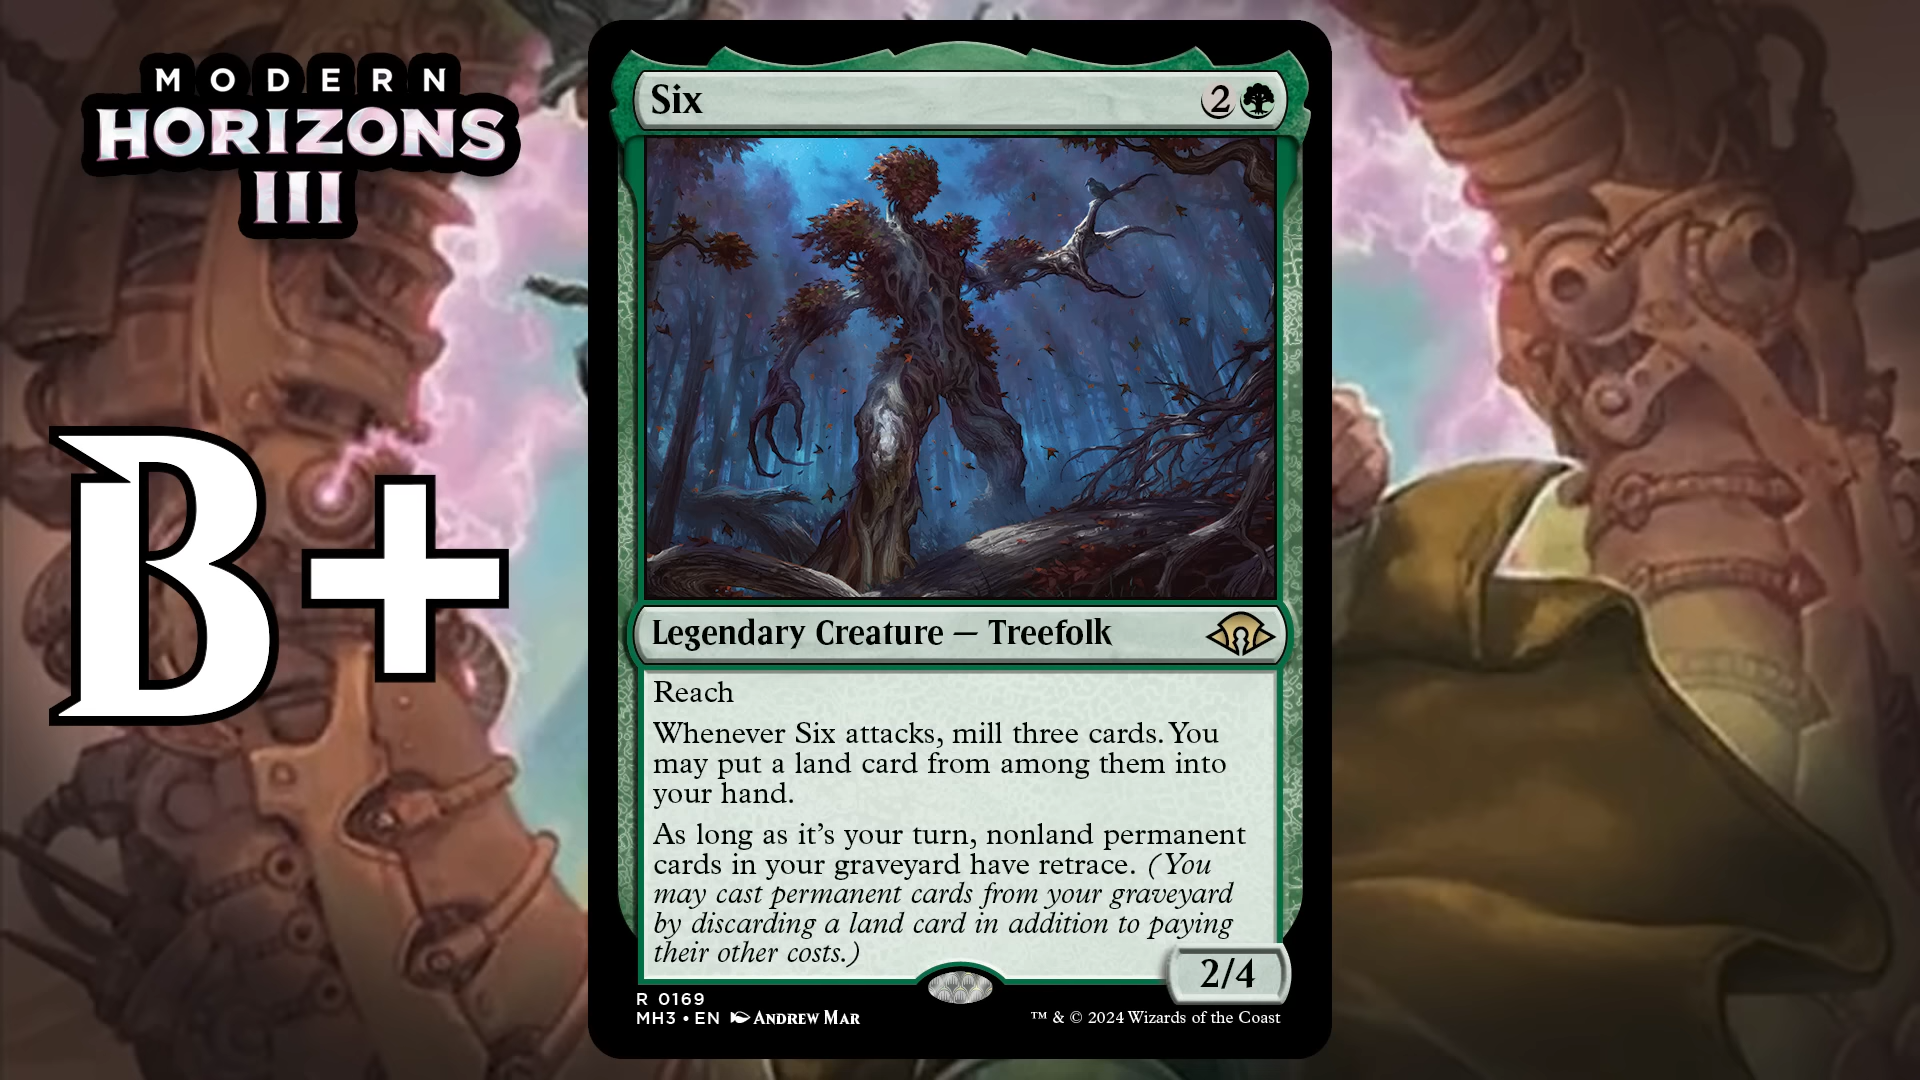 MODERN
HORIZONS
III
B+
Six
2
Legendary Creature — Treefolk
Reach
Whenever Six attacks, mill three cards. You
may put a land card from among them into
your hand.
As long as it's your turn, nonland permanent
cards in your graveyard have retrace. (You
may cast permanent cards from your graveyard
by discarding a land card in addition to paying
their other costs.)
2/4
R 0169
MH3 • EN ANDREW MAR
™ & © 2024 Wizards of the Coast